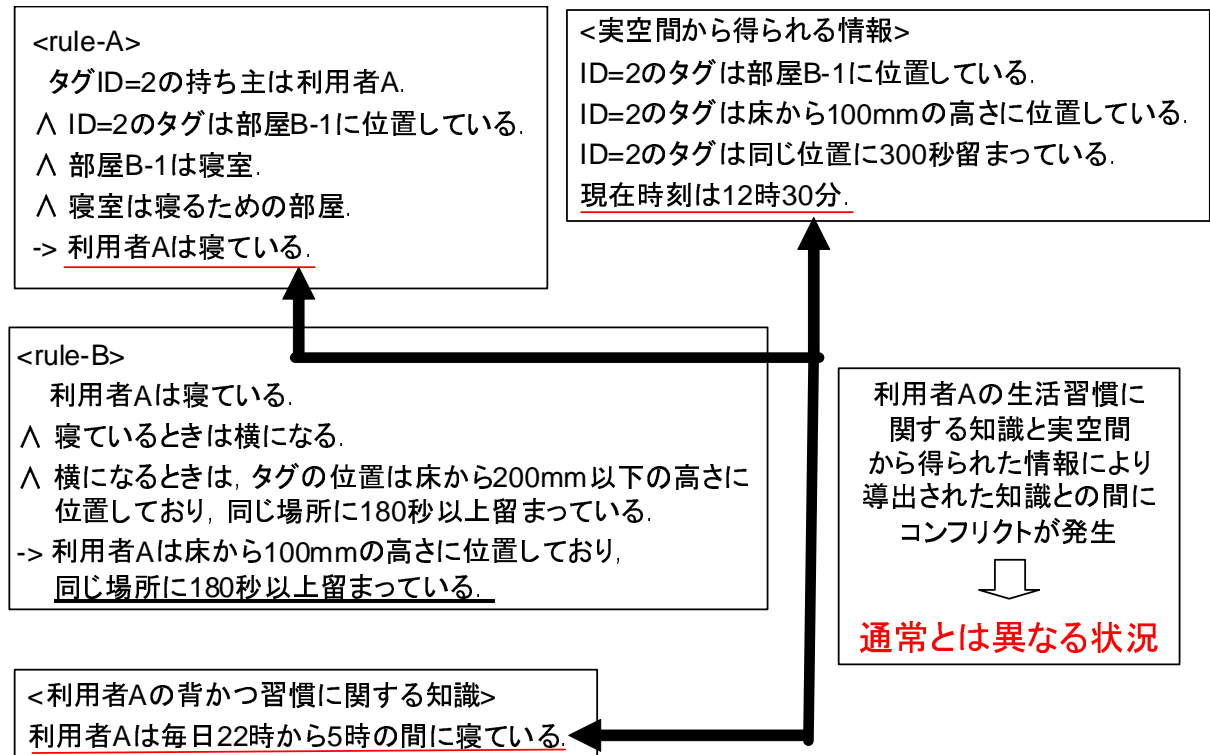 <rule-A>
タグID=2の持ち主は利用者A.
∧ ID=2のタグは部屋B-1に位置している.
∧ 部屋B-1は寝室.
∧ 寝室は寝るための部屋.
-> 利用者Aは寝ている.
<実空間から得られる情報>
ID=2のタグは部屋B-1に位置している.
ID=2のタグは床から100mmの高さに位置している.
ID=2のタグは同じ位置に300秒留まっている.
現在時刻は12時30分.
<rule-B>
利用者Aは寝ている.
∧ 寝ているときは横になる.
∧ 横になるときは，タグの位置は床から200mm以下の高さに
位置しており，同じ場所に180秒以上留まっている.
-> 利用者Aは床から100mmの高さに位置しており，
同じ場所に180秒以上留まっている.
利用者Aの生活習慣に
関する知識と実空間
から得られた情報により
導出された知識との間に
コンフリクトが発生
通常とは異なる状況
<利用者Aの背かつ習慣に関する知識>
利用者Aは毎日22時から5時の間に寝ている.